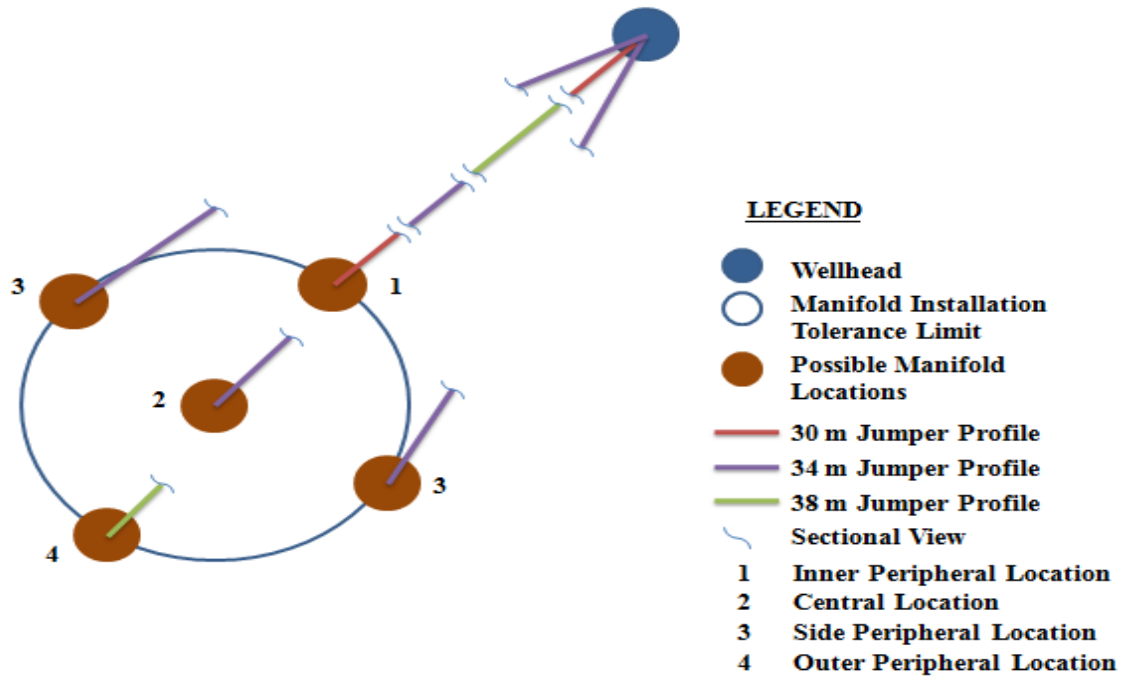 3
1
2
3
4
LEGEND
Wellhead
Manifold Installation
Tolerance Limit
Possible Manifold
Locations
30 m Jumper Profile
34 m Jumper Profile
38 m Jumper Profile
Sectional View
1 Inner Peripheral Location
2 Central Location
3 Side Peripheral Location
4 Outer Peripheral Location